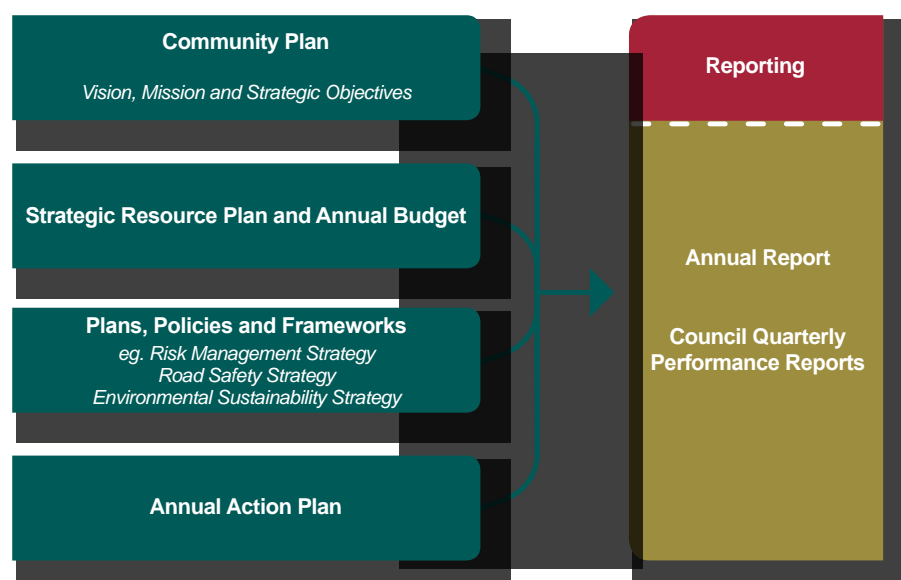 Community Plan
Vision, Mission and Strategic Objectives
Strategic Resource Plan and Annual Budget
Plans, Policies and Frameworks
eg. Risk Management Strategy
Road Safety Strategy
Environmental Sustainability Strategy
Annual Action Plan
Reporting
Annual Report
Council Quarterly
Performance Reports